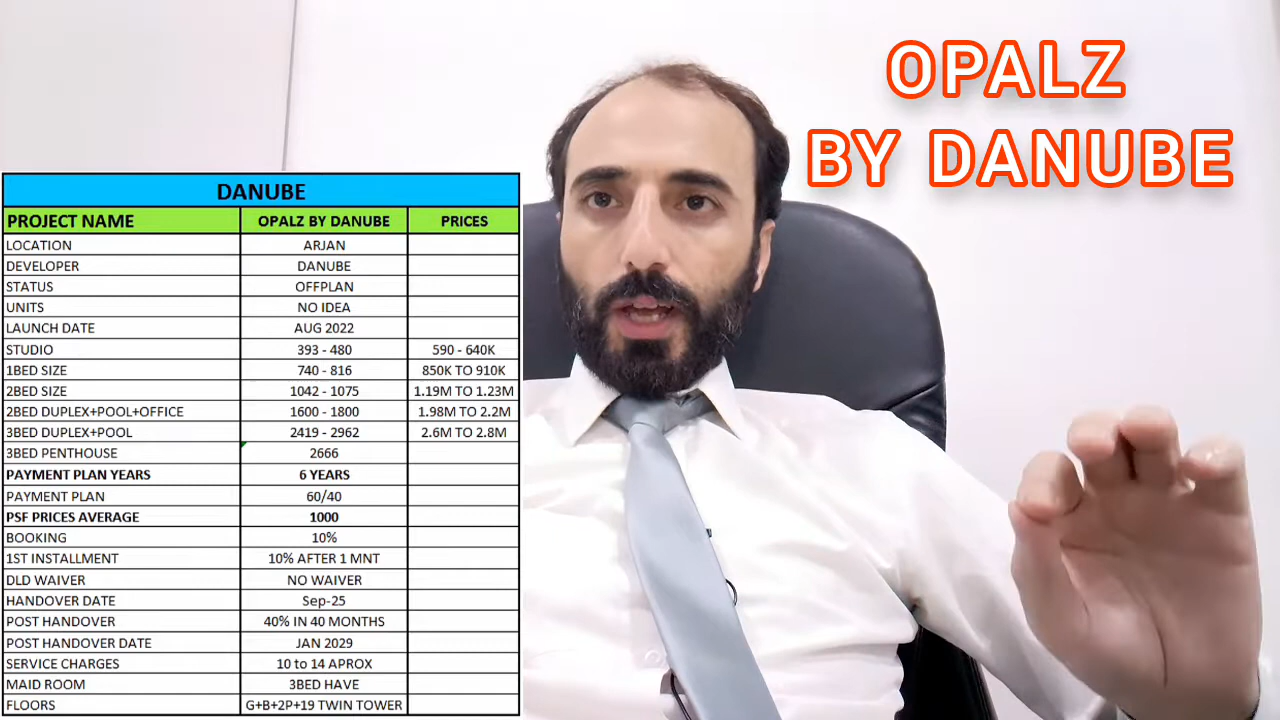 OPALZ
BY DANUBE
DANUBE
PROJECT NAME OPALZ BY DANUBE PRICES
LOCATION ARJAN
DEVELOPER DANUBE
STATUS OFFPLAN
UNITS NO IDEA
LAUNCH DATE AUG 2022
STUDIO 393 - 480 590 - 640K
1BED SIZE 740 - 816 850K TO 910K
2BED SIZE 1042 - 1075 1.19M TO 1.23M
2BED DUPLEX+POOL+OFFICE 1600 - 1800 1.98M TO 2.2M
3BED DUPLEX+POOL 2419 - 2962 2.6M TO 2.8M
3BED PENTHOUSE 2666
PAYMENT PLAN YEARS 6 YEARS
PAYMENT PLAN 60/40
PSF PRICES AVERAGE 1000
BOOKING 10%
1ST INSTALLMENT 10% AFTER 1 MNT
DLD WAIVER NO WAIVER
HANDOVER DATE Sep-25
POST HANDOVER 40% IN 40 MONTHS
POST HANDOVER DATE JAN 2029
SERVICE CHARGES 10 to 14 APROX
MAID ROOM 3BED HAVE
FLOORS G+B+2P+19 TWIN TOWER